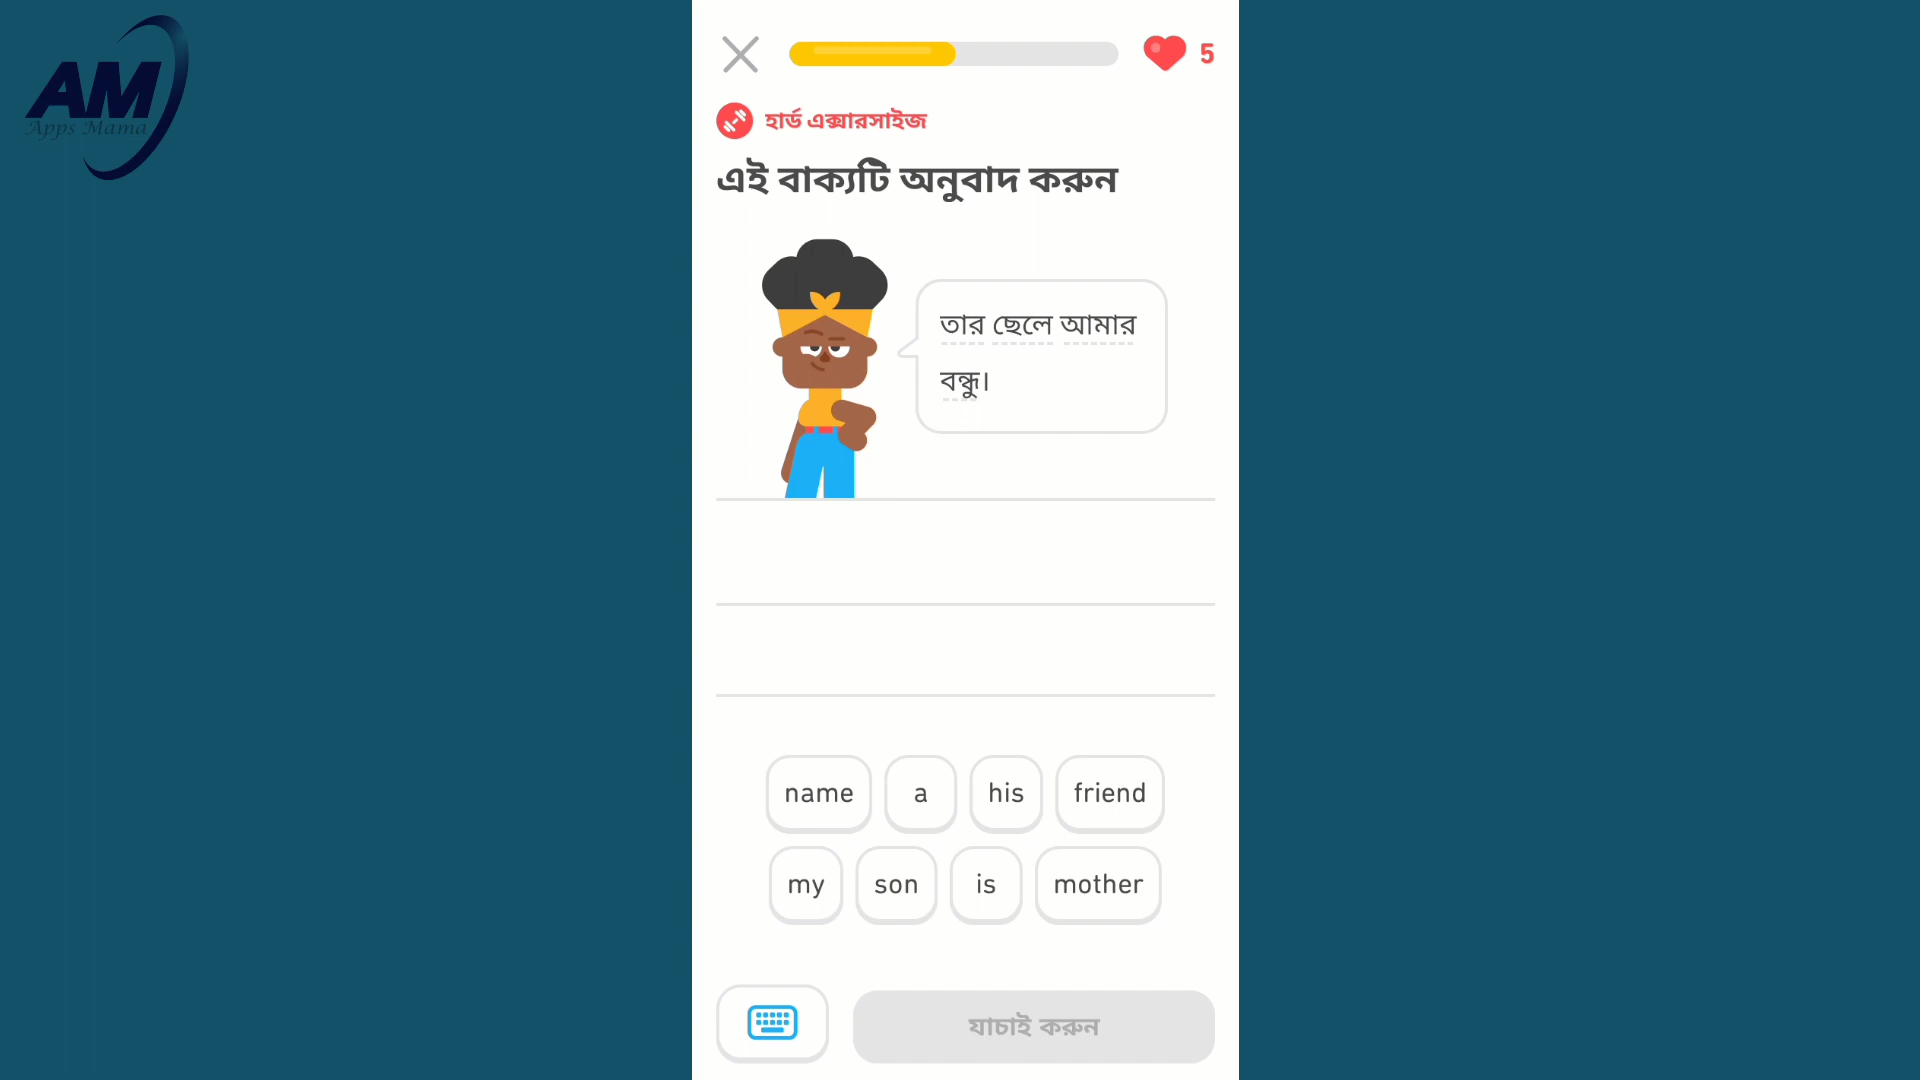 AM
Apps Mama
5
হার্ড এক্সারসাইজ
এই বাক্যটি অনুবাদ করুন
তার ছেলে আমার
বন্ধু।
name a his friend
my son is mother
যাচাই করুন